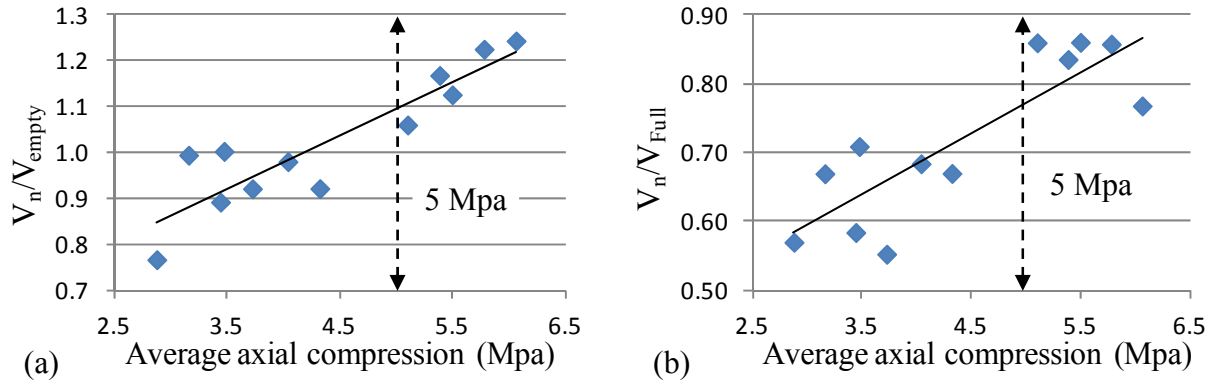 1.3
1.2
1.1
1.0
0.9
0.8
0.7
Vn/Vempty
5 Mpa
2.5 3.5 4.5 5.5 6.5
(a) Average axial compression (Mpa)
0.90
0.80
0.70
0.60
0.50
Vn/VFull
5 Mpa
2.5 3.5 4.5 5.5 6.5
(b) Average axial compression (Mpa)